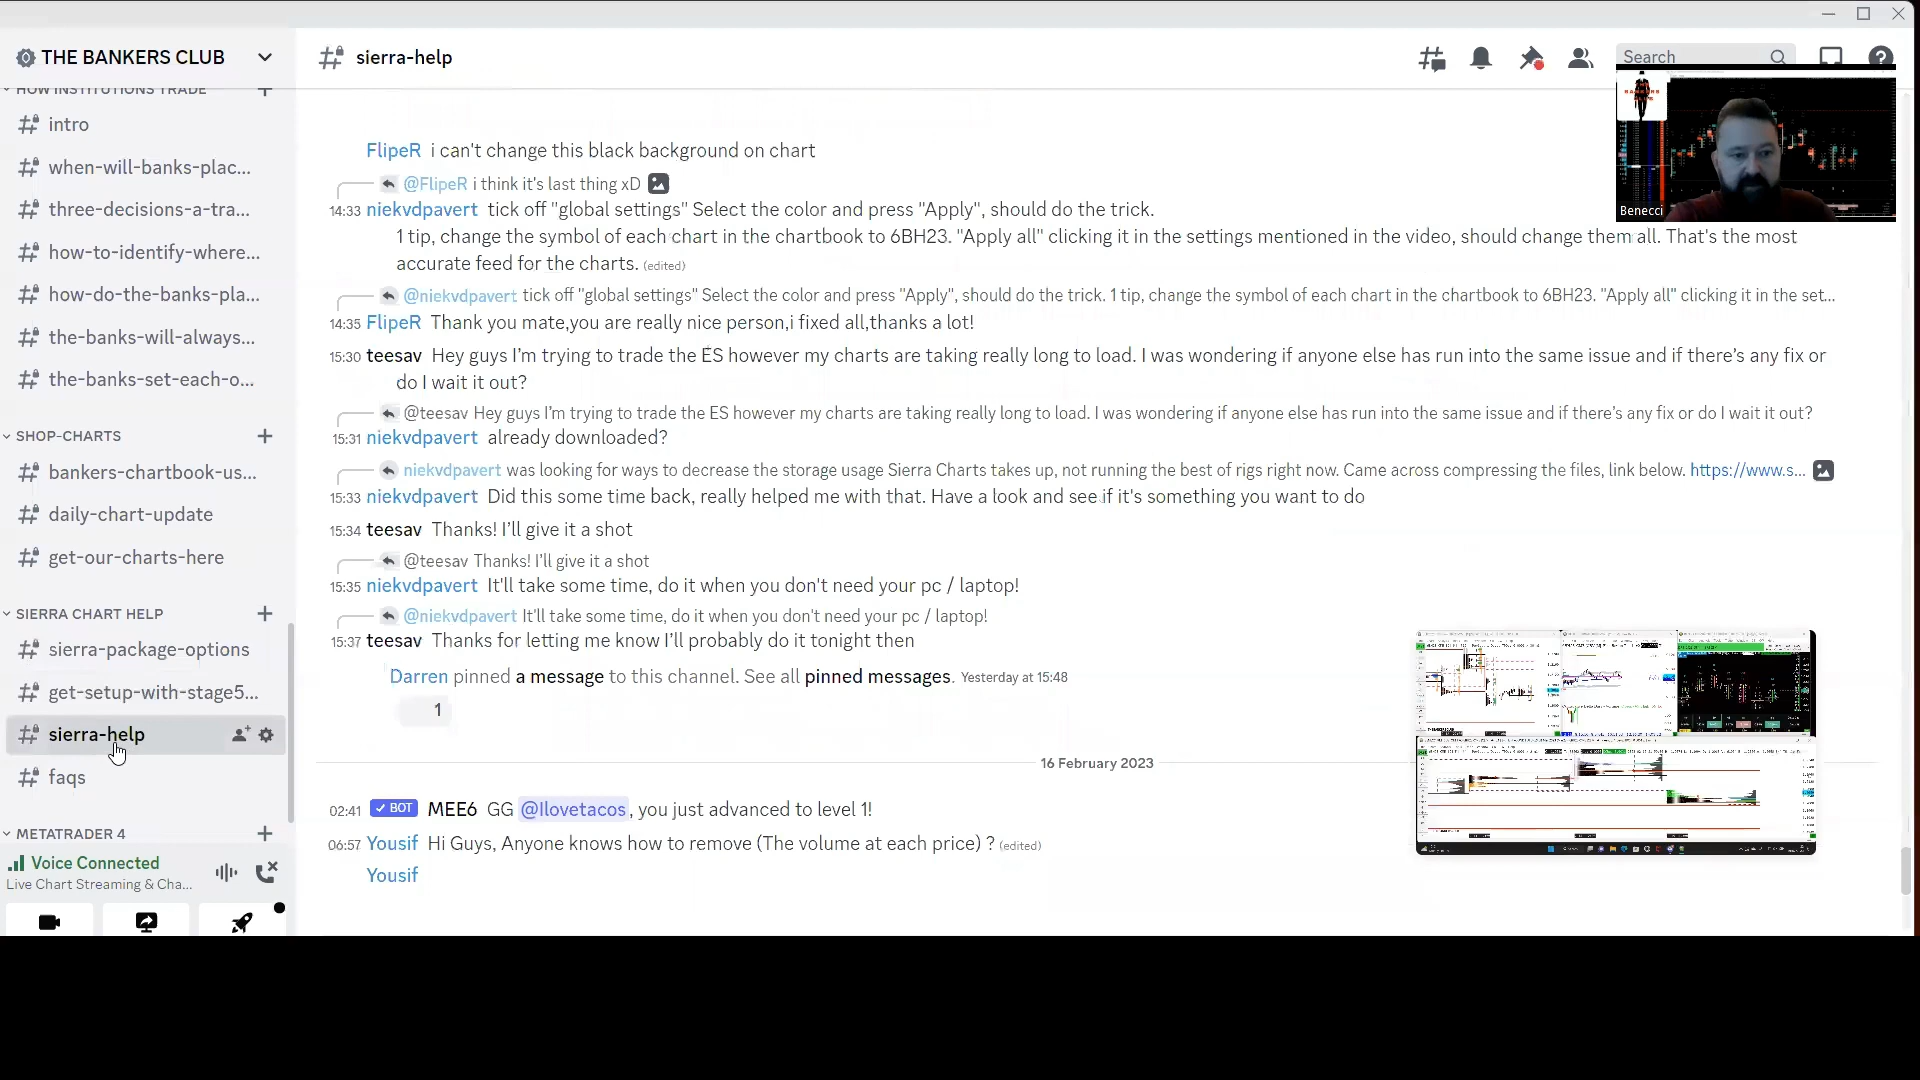 THE BANKERS CLUB
sierra-help
Search
HOW INSTITUTIONS TRADE
intro
when-will-banks-plac...
three-decisions-a-tra...
how-to-identify-where...
how-do-the-banks-pla...
the-banks-will-always...
the-banks-set-each-o...
SHOP-CHARTS
bankers-chartbook-us...
daily-chart-update
get-our-charts-here
SIERRA CHART HELP
sierra-package-options
get-setup-with-stage5...
sierra-help
faqs
METATRADER 4
Voice Connected
Live Chart Streaming & Cha...
FlipeR i can't change this black background on chart
@FlipeR i think it's last thing xD
14:33 niekvdpavert tick off "global settings" Select the color and press "Apply", should do the trick.
1 tip, change the symbol of each chart in the chartbook to 6BH23. "Apply all" clicking it in the settings mentioned in the video, should change them all. That's the most
accurate feed for the charts. (edited)
@niekvdpavert tick off "global settings" Select the color and press "Apply", should do the trick. 1 tip, change the symbol of each chart in the chartbook to 6BH23. "Apply all" clicking it in the set...
14:35 FlipeR Thank you mate,you are really nice person,i fixed all,thanks a lot!
15:30 teesav Hey guys I’m trying to trade the ES however my charts are taking really long to load. I was wondering if anyone else has run into the same issue and if there’s any fix or
do I wait it out?
@teesav Hey guys I’m trying to trade the ES however my charts are taking really long to load. I was wondering if anyone else has run into the same issue and if there’s any fix or do I wait it out?
15:31 niekvdpavert already downloaded?
niekvdpavert was looking for ways to decrease the storage usage Sierra Charts takes up, not running the best of rigs right now. Came across compressing the files, link below. https://www.s...
15:33 niekvdpavert Did this some time back, really helped me with that. Have a look and see if it's something you want to do
15:34 teesav Thanks! I’ll give it a shot
@teesav Thanks! I’ll give it a shot
15:35 niekvdpavert It'll take some time, do it when you don't need your pc / laptop!
@niekvdpavert It'll take some time, do it when you don't need your pc / laptop!
15:37 teesav Thanks for letting me know I’ll probably do it tonight then
Darren pinned a message to this channel. See all pinned messages. Yesterday at 15:48
1
16 February 2023
02:41 BOT MEE6 GG @Ilovetacos, you just advanced to level 1!
06:57 Yousif Hi Guys, Anyone knows how to remove (The volume at each price) ? (edited)
Yousif
Benecci